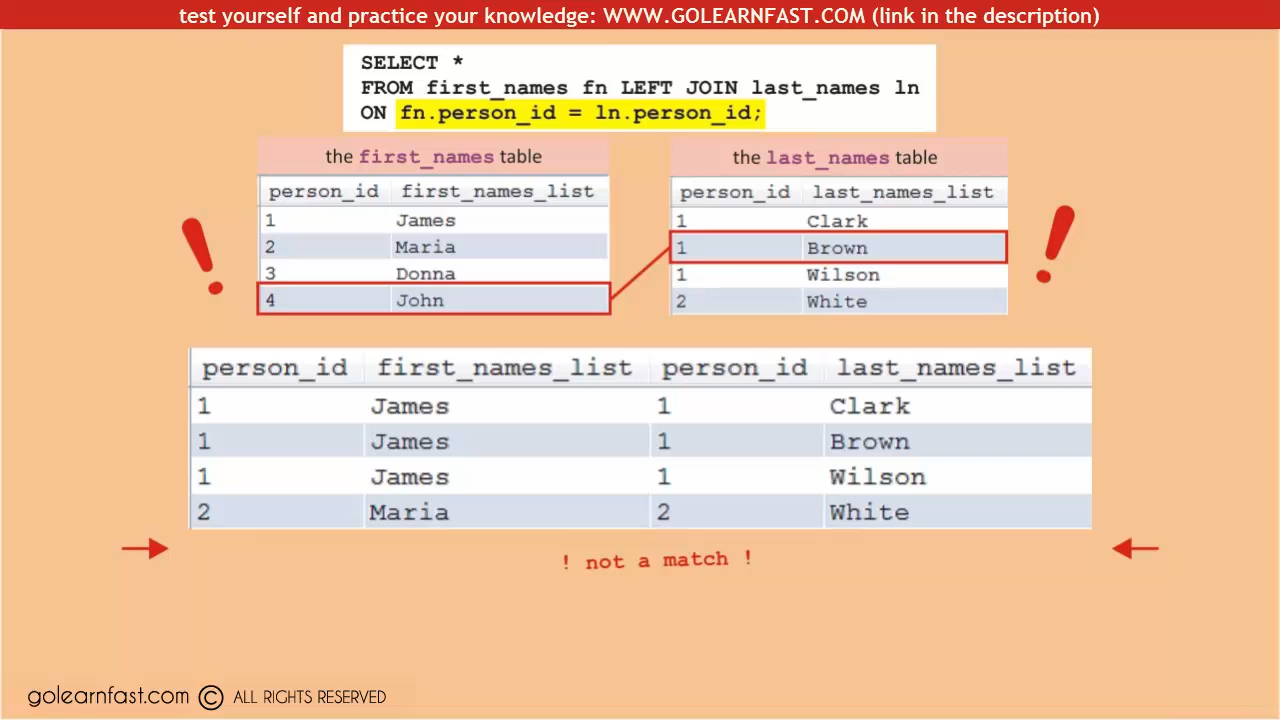 test yourself and practice your knowledge: WWW.GOLEARNFAST.COM (link in the description)
SELECT *
FROM first_names fn LEFT JOIN last_names ln
ON fn.person_id = ln.person_id;
the first_names table
person_id first_names_list
1 James
2 Maria
3 Donna
4 John
the last_names table
person_id last_names_list
1 Clark
1 Brown
1 Wilson
2 White
! !
person_id first_names_list person_id last_names_list
1 James 1 Clark
1 James 1 Brown
1 James 1 Wilson
2 Maria 2 White
! not a match !
golearnfast.com © ALL RIGHTS RESERVED